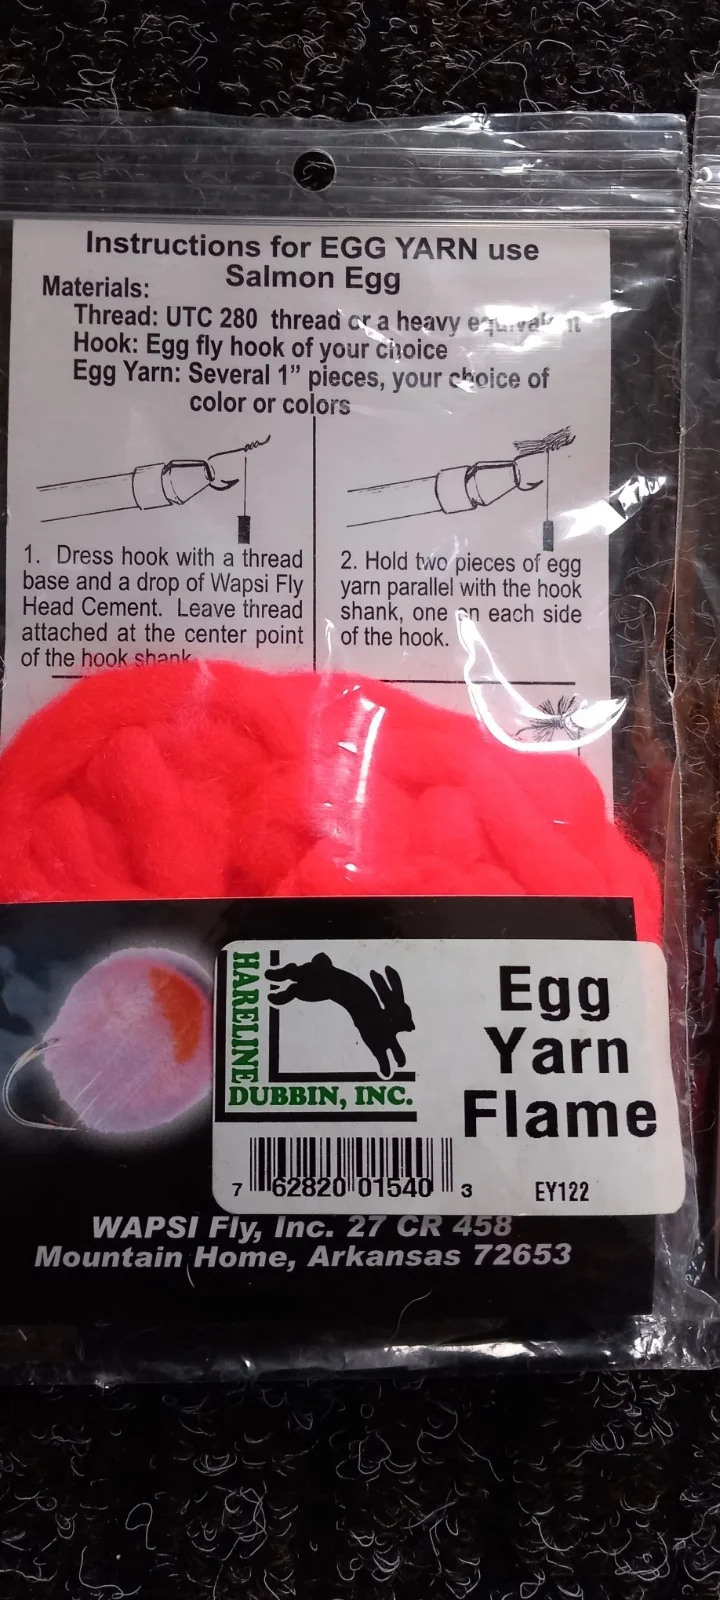 Instructions for EGG YARN use
Salmon Egg
Materials:
Thread: UTC 280 thread or a heavy equivalent
Hook: Egg fly hook of your choice
Egg Yarn: Several 1” pieces, your choice of
color or colors
1. Dress hook with a thread
base and a drop of Wapsi Fly
Head Cement. Leave thread
attached at the center point
of the hook shank
2. Hold two pieces of egg
yarn parallel with the hook
shank, one on each side
of the hook.
HARELINE
DUBBIN, INC.
Egg
Yarn
Flame
7 62820 01540 3
EY122
WAPSI Fly, Inc. 27 CR 458
Mountain Home, Arkansas 72653